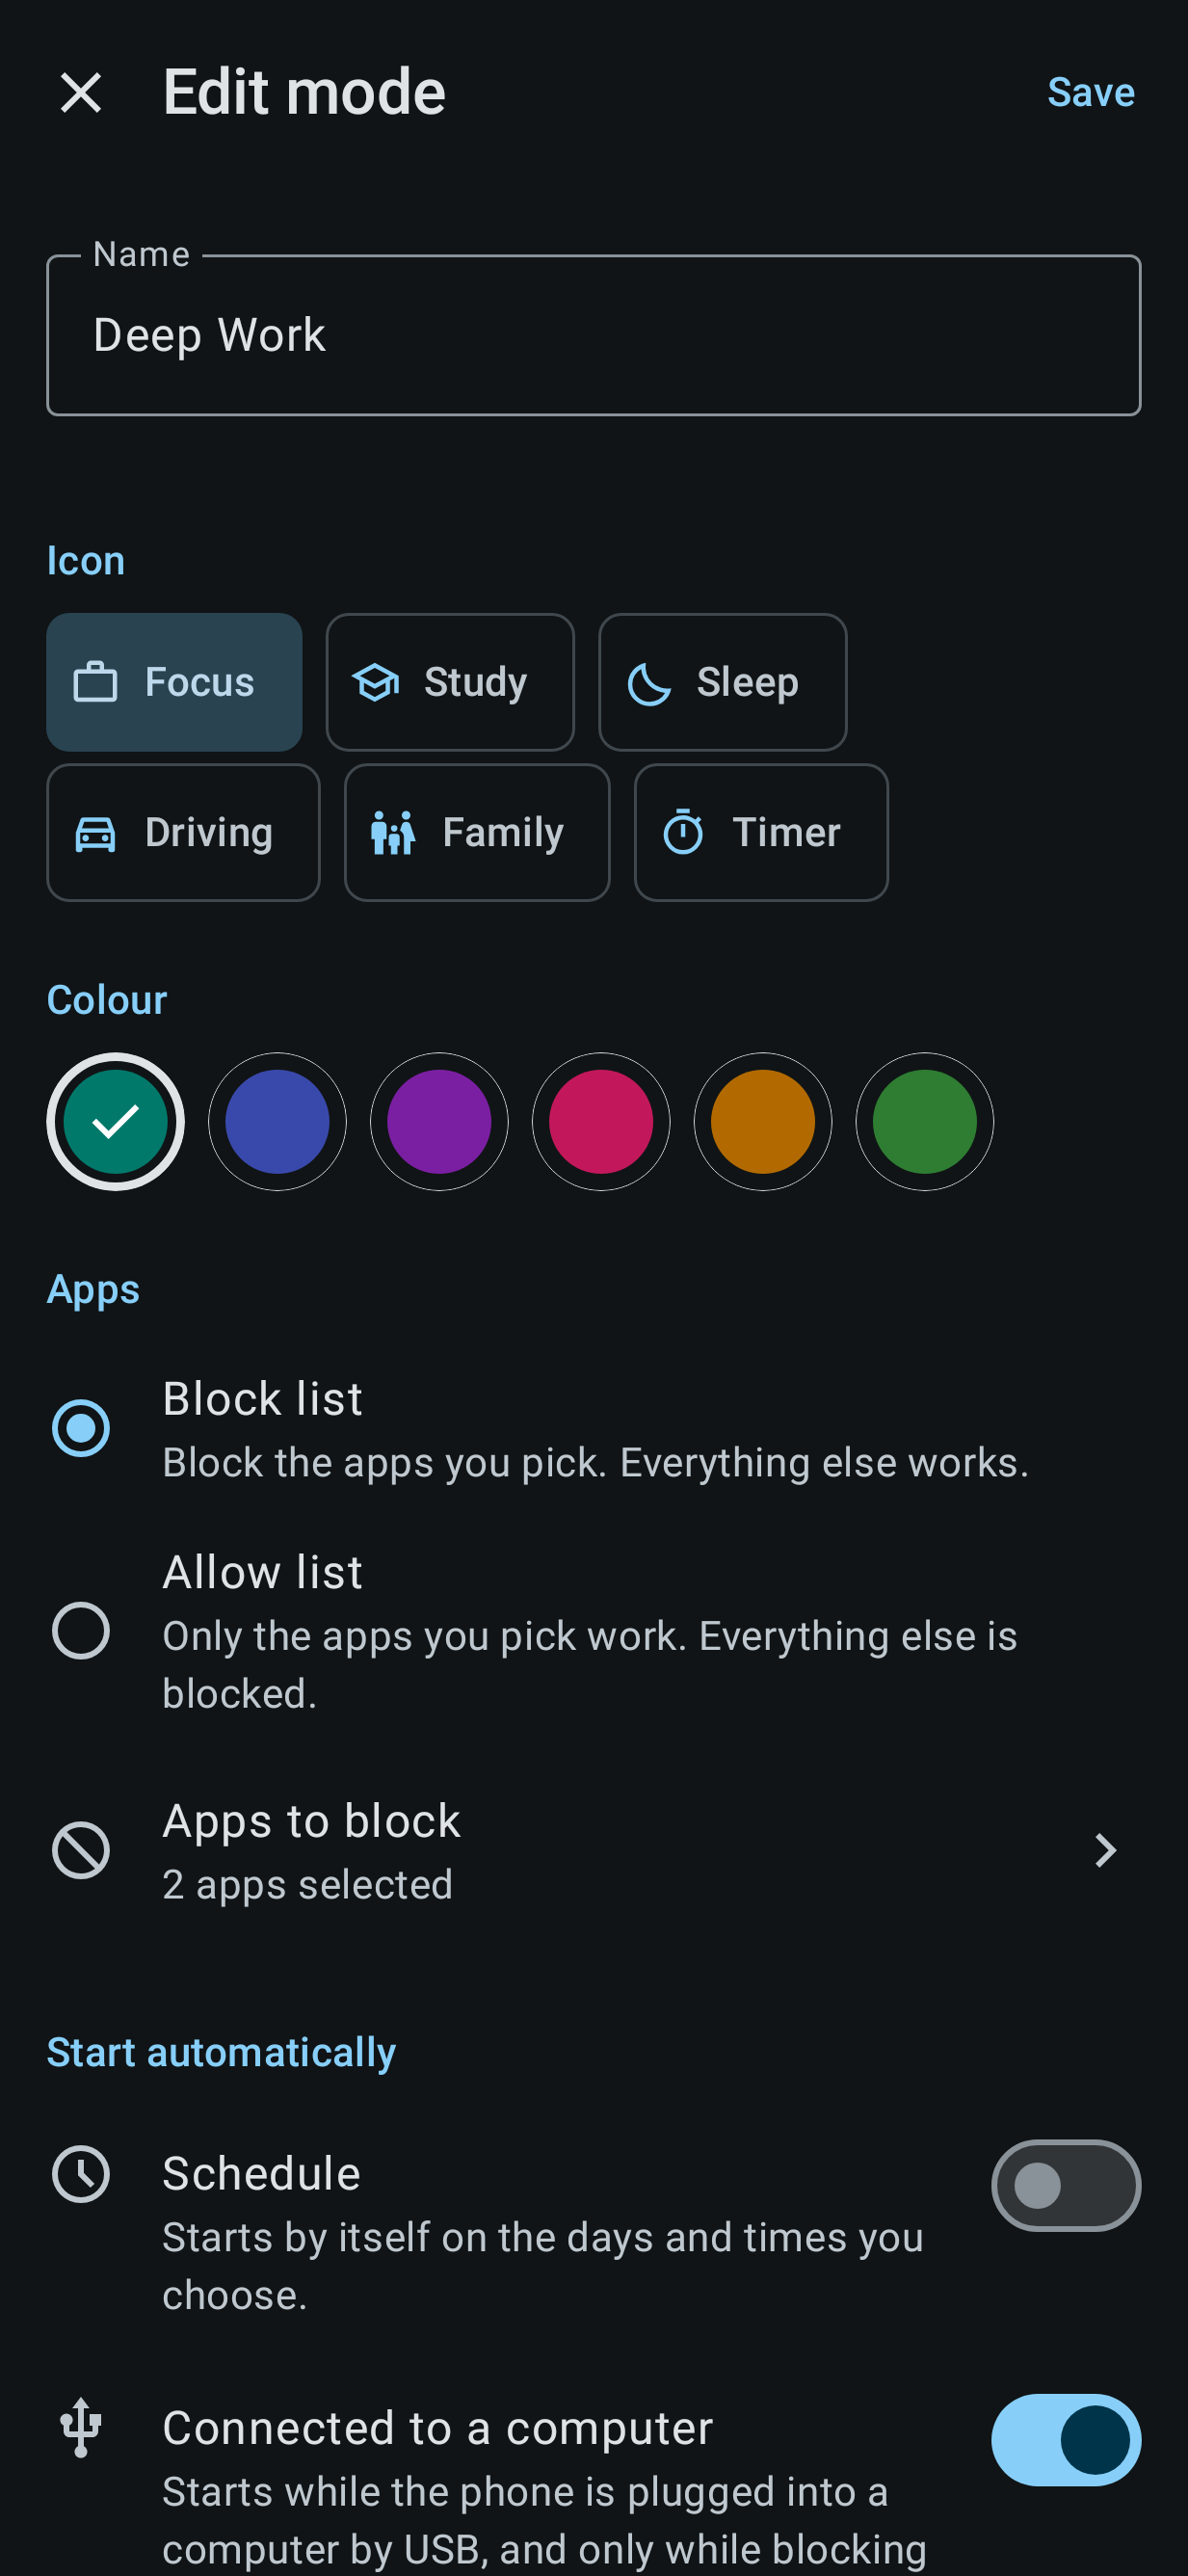 Edit mode
Save
Name
Deep Work
Icon
Focus
Study
Sleep
Driving
Family
Timer
Colour
Apps
Block list
Block the apps you pick. Everything else works.
Allow list
Only the apps you pick work. Everything else is
blocked.
Apps to block
2 apps selected
Start automatically
Schedule
Starts by itself on the days and times you
choose.
Connected to a computer
Starts while the phone is plugged into a
computer by USB, and only while blocking